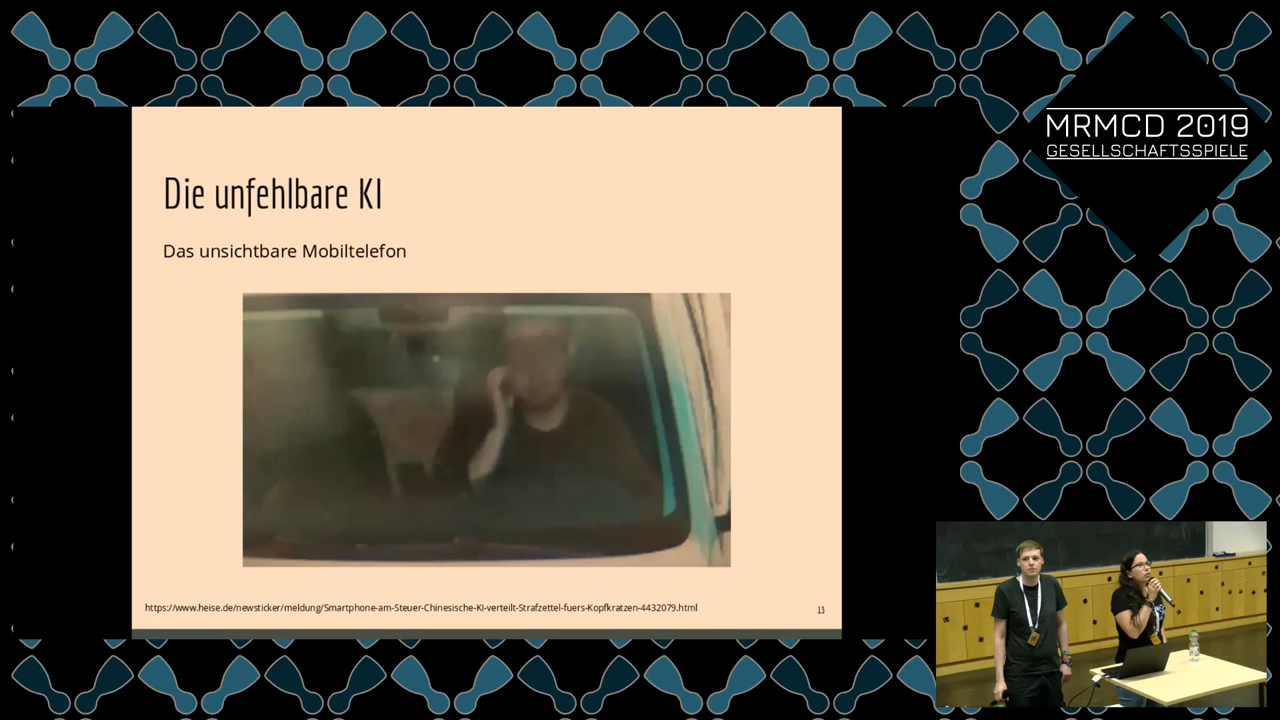 MRMCD 2019
GESELLSCHAFTSSPIELE
Die unfehlbare KI
Das unsichtbare Mobiltelefon
https://www.heise.de/newsticker/meldung/Smartphone-am-Steuer-Chinesische-KI-verteilt-Strafzettel-fuers-Kopfkratzen-4432079.html
13